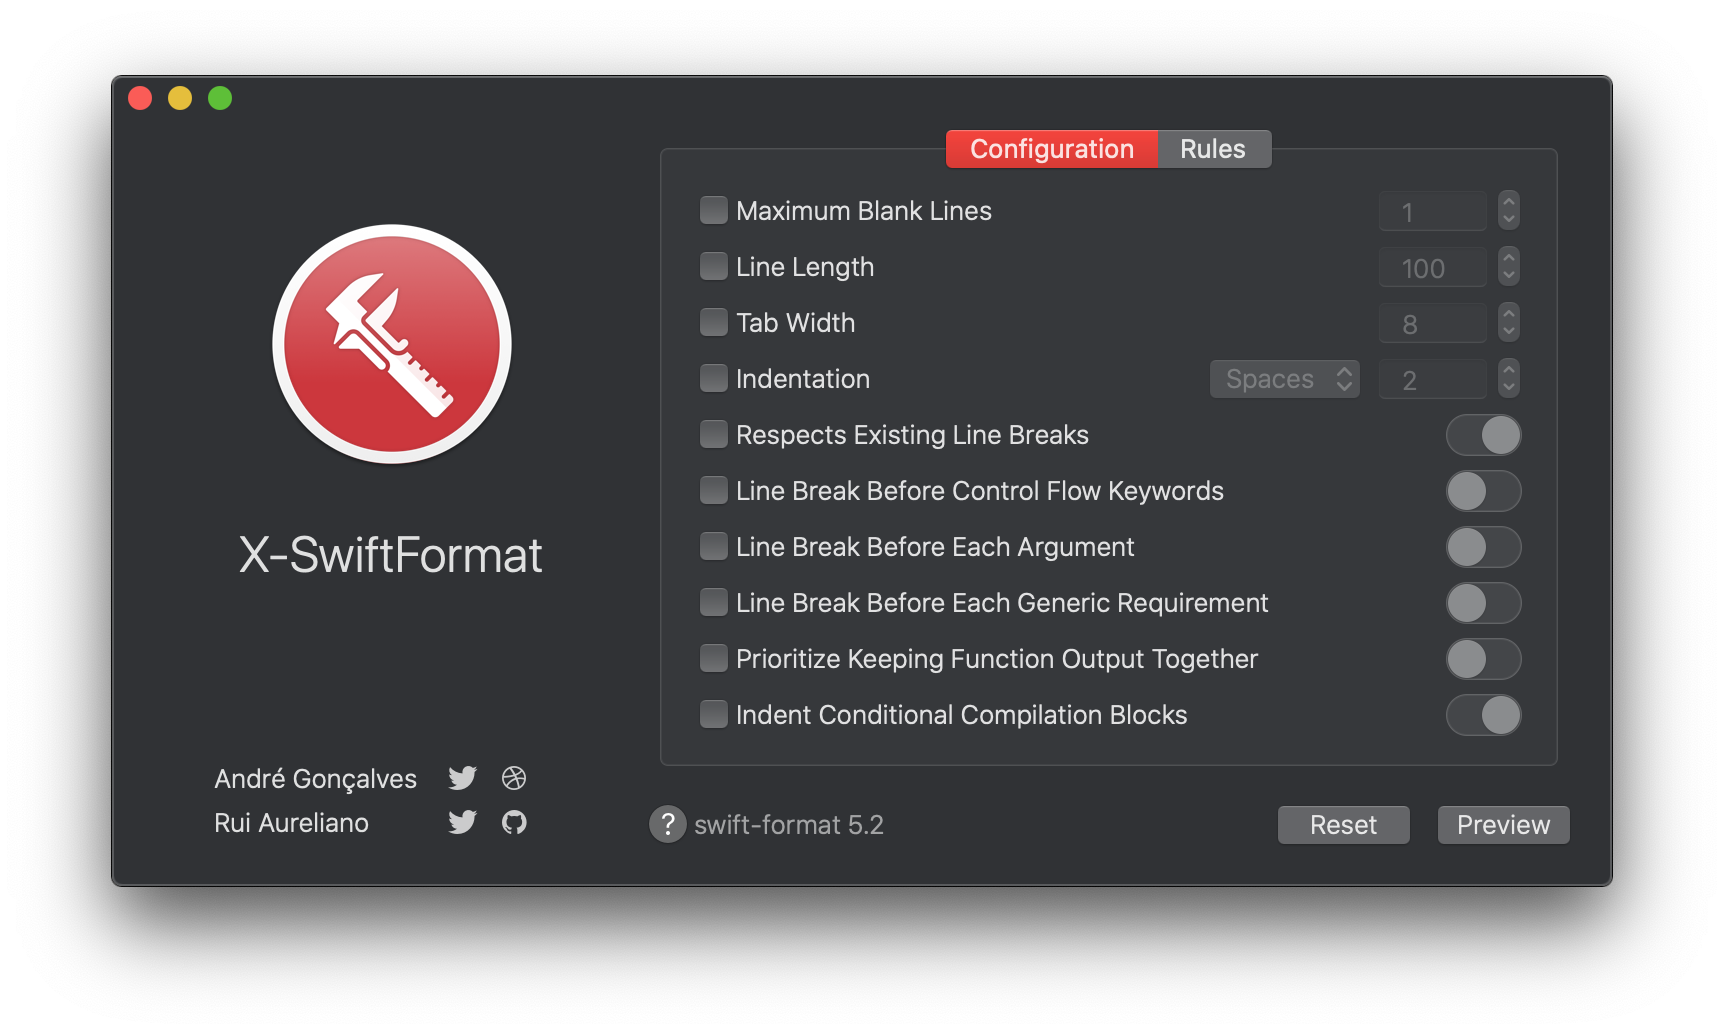 Configuration Rules
Maximum Blank Lines 1
Line Length 100
Tab Width 8
Indentation Spaces 2
Respects Existing Line Breaks
Line Break Before Control Flow Keywords
Line Break Before Each Argument
Line Break Before Each Generic Requirement
Prioritize Keeping Function Output Together
Indent Conditional Compilation Blocks
X-SwiftFormat
André Gonçalves
Rui Aureliano
? swift-format 5.2
Reset Preview